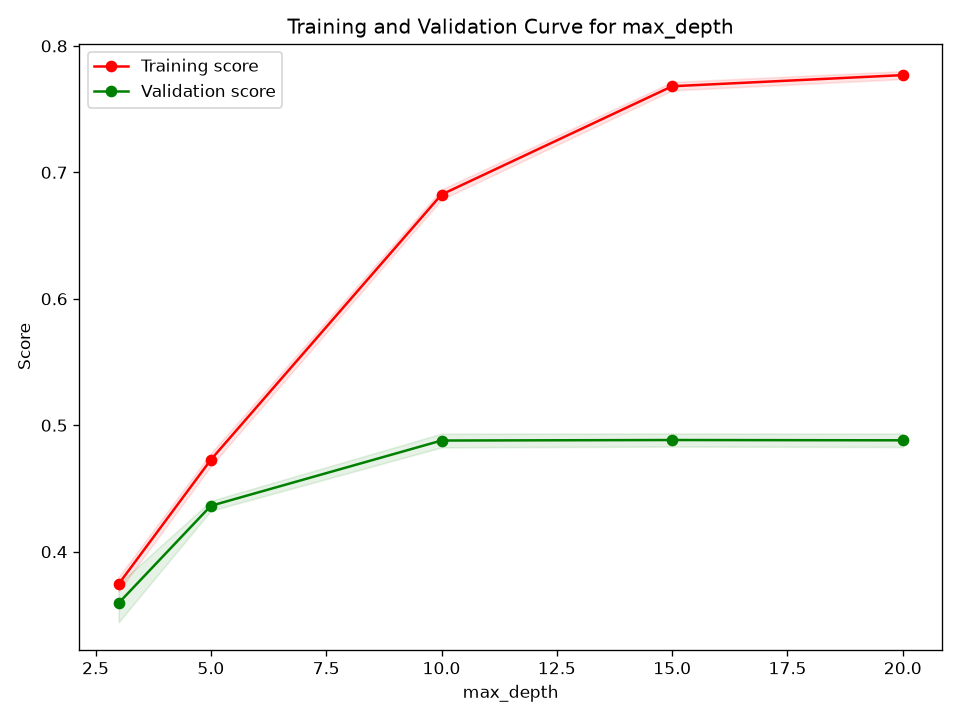 Training and Validation Curve for max_depth
Training score
Validation score
0.8
0.7
0.6
0.5
0.4
Score
2.5 5.0 7.5 10.0 12.5 15.0 17.5 20.0
max_depth